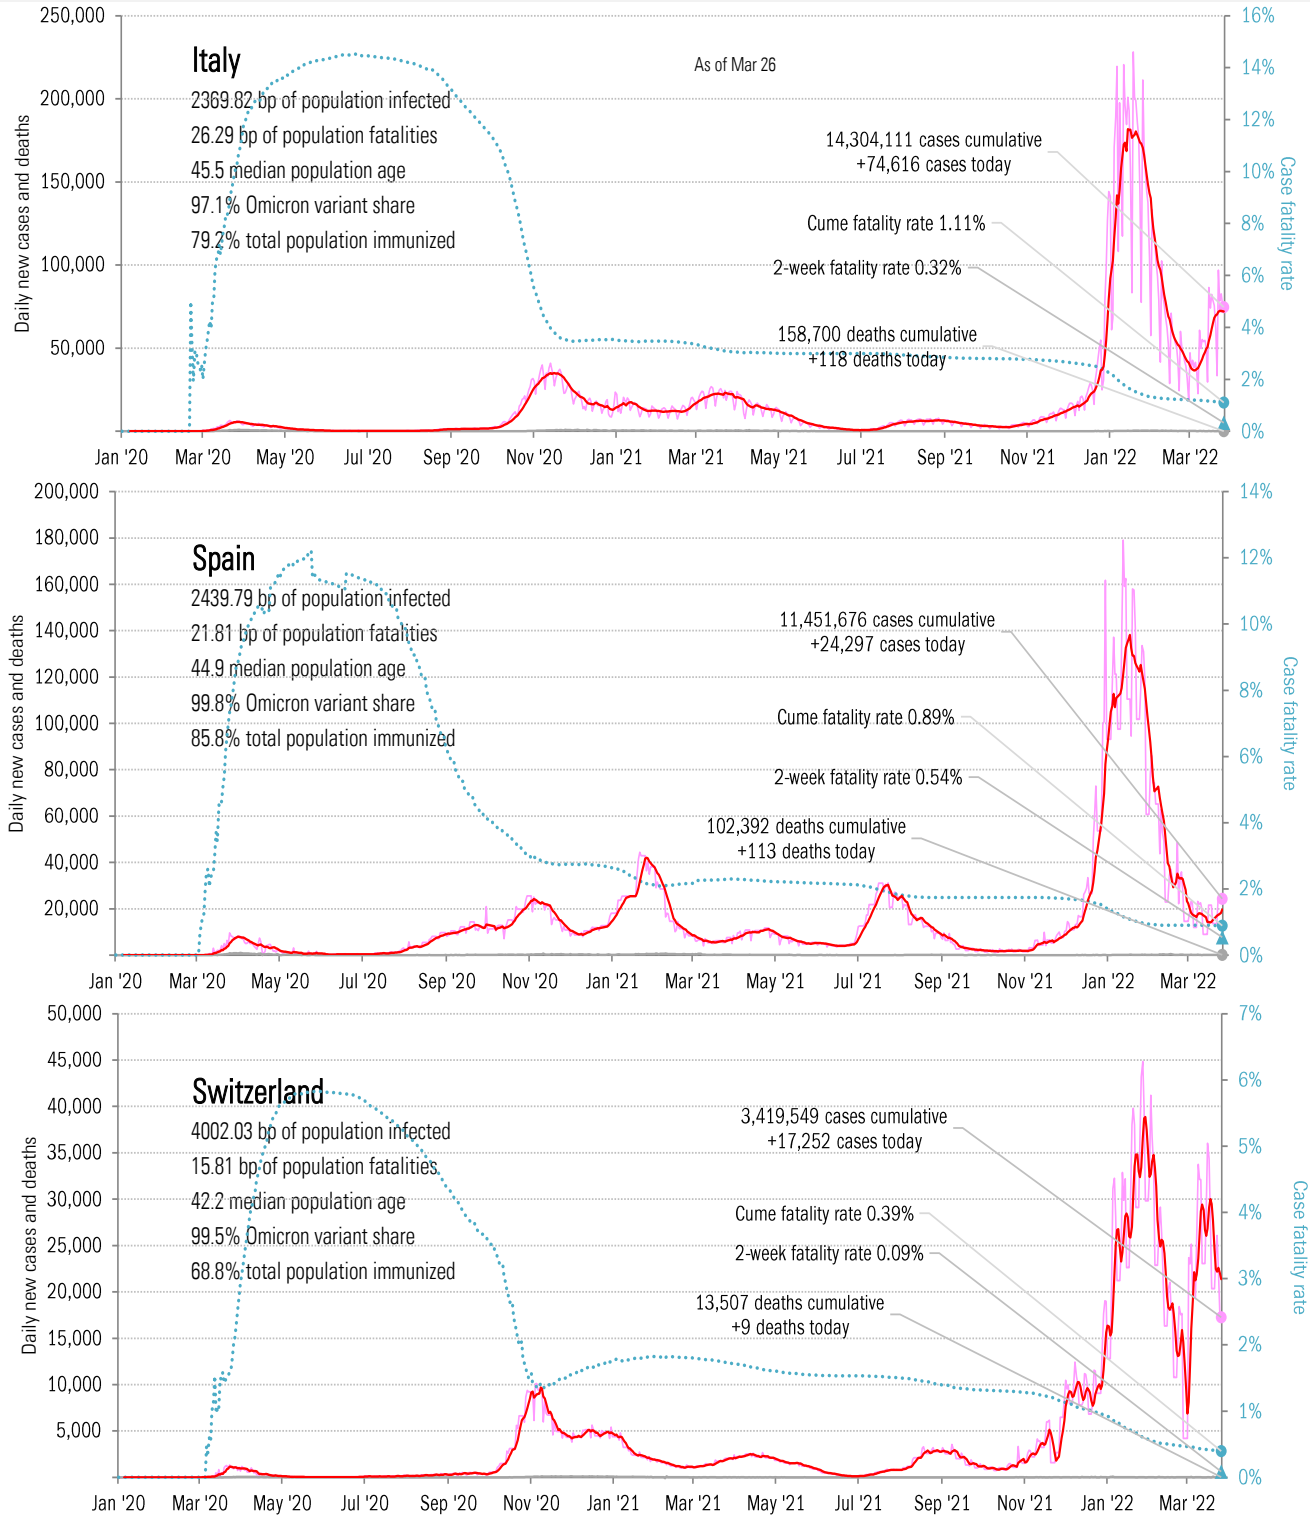 250,000
200,000
150,000
100,000
50,000
Daily new cases and deaths
Italy
2369.82 bp of population infected
26.29 bp of population fatalities
45.5 median population age
97.1% Omicron variant share
79.2% total population immunized
As of Mar 26
14,304,111 cases cumulative
+74,616 cases today
Cume fatality rate 1.11%
2-week fatality rate 0.32%
158,700 deaths cumulative
+118 deaths today
16%
14%
12%
10%
8%
6%
4%
2%
0%
Case fatality rate
Jan '20 Mar '20 May '20 Jul '20 Sep '20 Nov '20 Jan '21 Mar '21 May '21 Jul '21 Sep '21 Nov '21 Jan '22 Mar '22
200,000
180,000
160,000
140,000
120,000
100,000
80,000
60,000
40,000
20,000
Daily new cases and deaths
Spain
2439.79 bp of population infected
21.81 bp of population fatalities
44.9 median population age
99.8% Omicron variant share
85.8% total population immunized
11,451,676 cases cumulative
+24,297 cases today
Cume fatality rate 0.89%
2-week fatality rate 0.54%
102,392 deaths cumulative
+113 deaths today
14%
12%
10%
8%
6%
4%
2%
0%
Case fatality rate
Jan '20 Mar '20 May '20 Jul '20 Sep '20 Nov '20 Jan '21 Mar '21 May '21 Jul '21 Sep '21 Nov '21 Jan '22 Mar '22
50,000
45,000
40,000
35,000
30,000
25,000
20,000
15,000
10,000
5,000
Daily new cases and deaths
Switzerland
4002.03 bp of population infected
15.81 bp of population fatalities
42.2 median population age
99.5% Omicron variant share
68.8% total population immunized
3,419,549 cases cumulative
+17,252 cases today
Cume fatality rate 0.39%
2-week fatality rate 0.09%
13,507 deaths cumulative
+9 deaths today
7%
6%
5%
4%
3%
2%
1%
0%
Case fatality rate
Jan '20 Mar '20 May '20 Jul '20 Sep '20 Nov '20 Jan '21 Mar '21 May '21 Jul '21 Sep '21 Nov '21 Jan '22 Mar '22